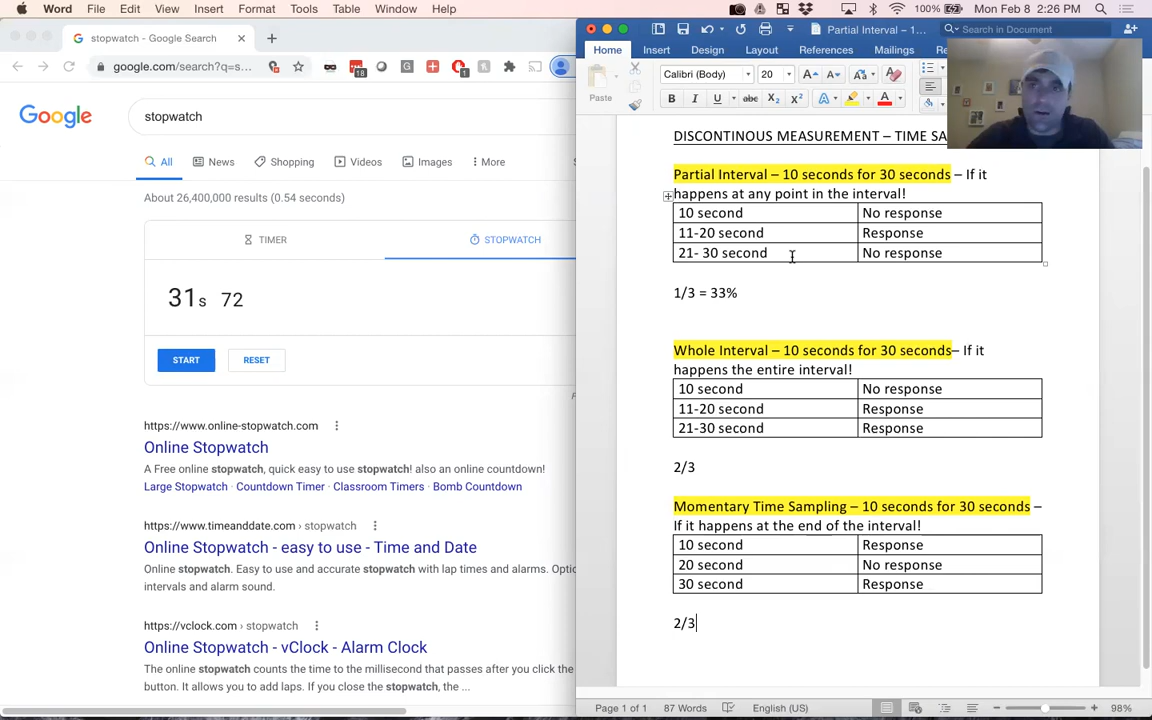 Word File Edit View Insert Format Tools Table Window Help 100% Mon Feb 8 2:26 PM
stopwatch - Google Search
google.com/search?q=s...
18
1
Google
stopwatch
All News Shopping Videos Images More
About 26,400,000 results (0.54 seconds)
TIMER STOPWATCH
31s 72
START RESET
https://www.online-stopwatch.com
Online Stopwatch
A Free online stopwatch, quick easy to use stopwatch! also an online countdown!
Large Stopwatch · Countdown Timer · Classroom Timers · Bomb Countdown
https://www.timeanddate.com › stopwatch
Online Stopwatch - easy to use - Time and Date
Online stopwatch. Easy to use and accurate stopwatch with lap times and alarms. Optic
intervals and alarm sound.
https://vclock.com › stopwatch
Online Stopwatch - vClock - Alarm Clock
The online stopwatch counts the time to the millisecond that passes after you click the
button. It allows you to add laps. If you close the stopwatch, the ...
Partial Interval – 1...
Search in Document
Home Insert Design Layout References Mailings Re
Paste
Calibri (Body) 20
B I U abc X2 X2 A A
DISCONTINOUS MEASUREMENT – TIME SA
Partial Interval – 10 seconds for 30 seconds – If it
happens at any point in the interval!
10 second No response
11-20 second Response
21- 30 second No response
1/3 = 33%
Whole Interval – 10 seconds for 30 seconds– If it
happens the entire interval!
10 second No response
11-20 second Response
21-30 second Response
2/3
Momentary Time Sampling – 10 seconds for 30 seconds –
If it happens at the end of the interval!
10 second Response
20 second No response
30 second Response
2/3
Page 1 of 1 87 Words English (US) 98%